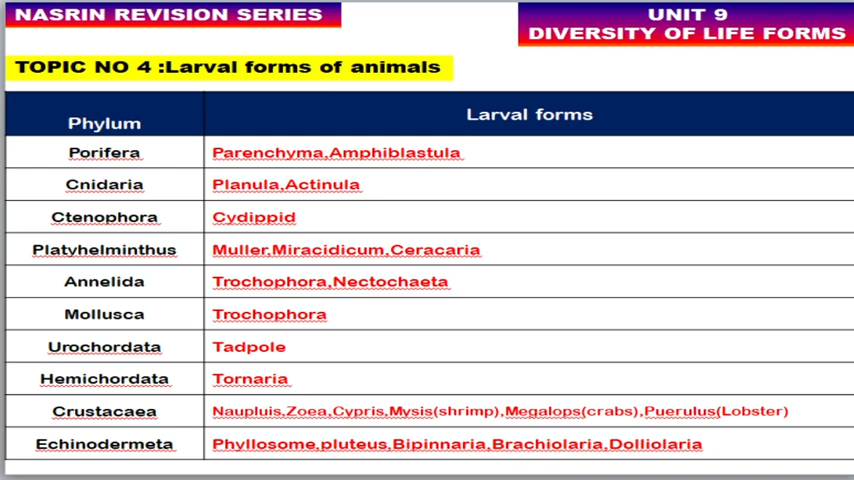 NASRIN REVISION SERIES
UNIT 9
DIVERSITY OF LIFE FORMS
TOPIC NO 4 :Larval forms of animals
Phylum Larval forms
Porifera Parenchyma,Amphiblastula
Cnidaria Planula,Actinula
Ctenophora Cydippid
Platyhelminthus Muller,Miracidicum,Ceracaria
Annelida Trochophora,Nectochaeta
Mollusca Trochophora
Urochordata Tadpole
Hemichordata Tornaria
Crustacaea Naupluis,Zoea,Cypris,Mysis(shrimp),Megalops(crabs),Puerulus(Lobster)
Echinodermeta Phyllosome,pluteus,Bipinnaria,Brachiolaria,Dolliolaria